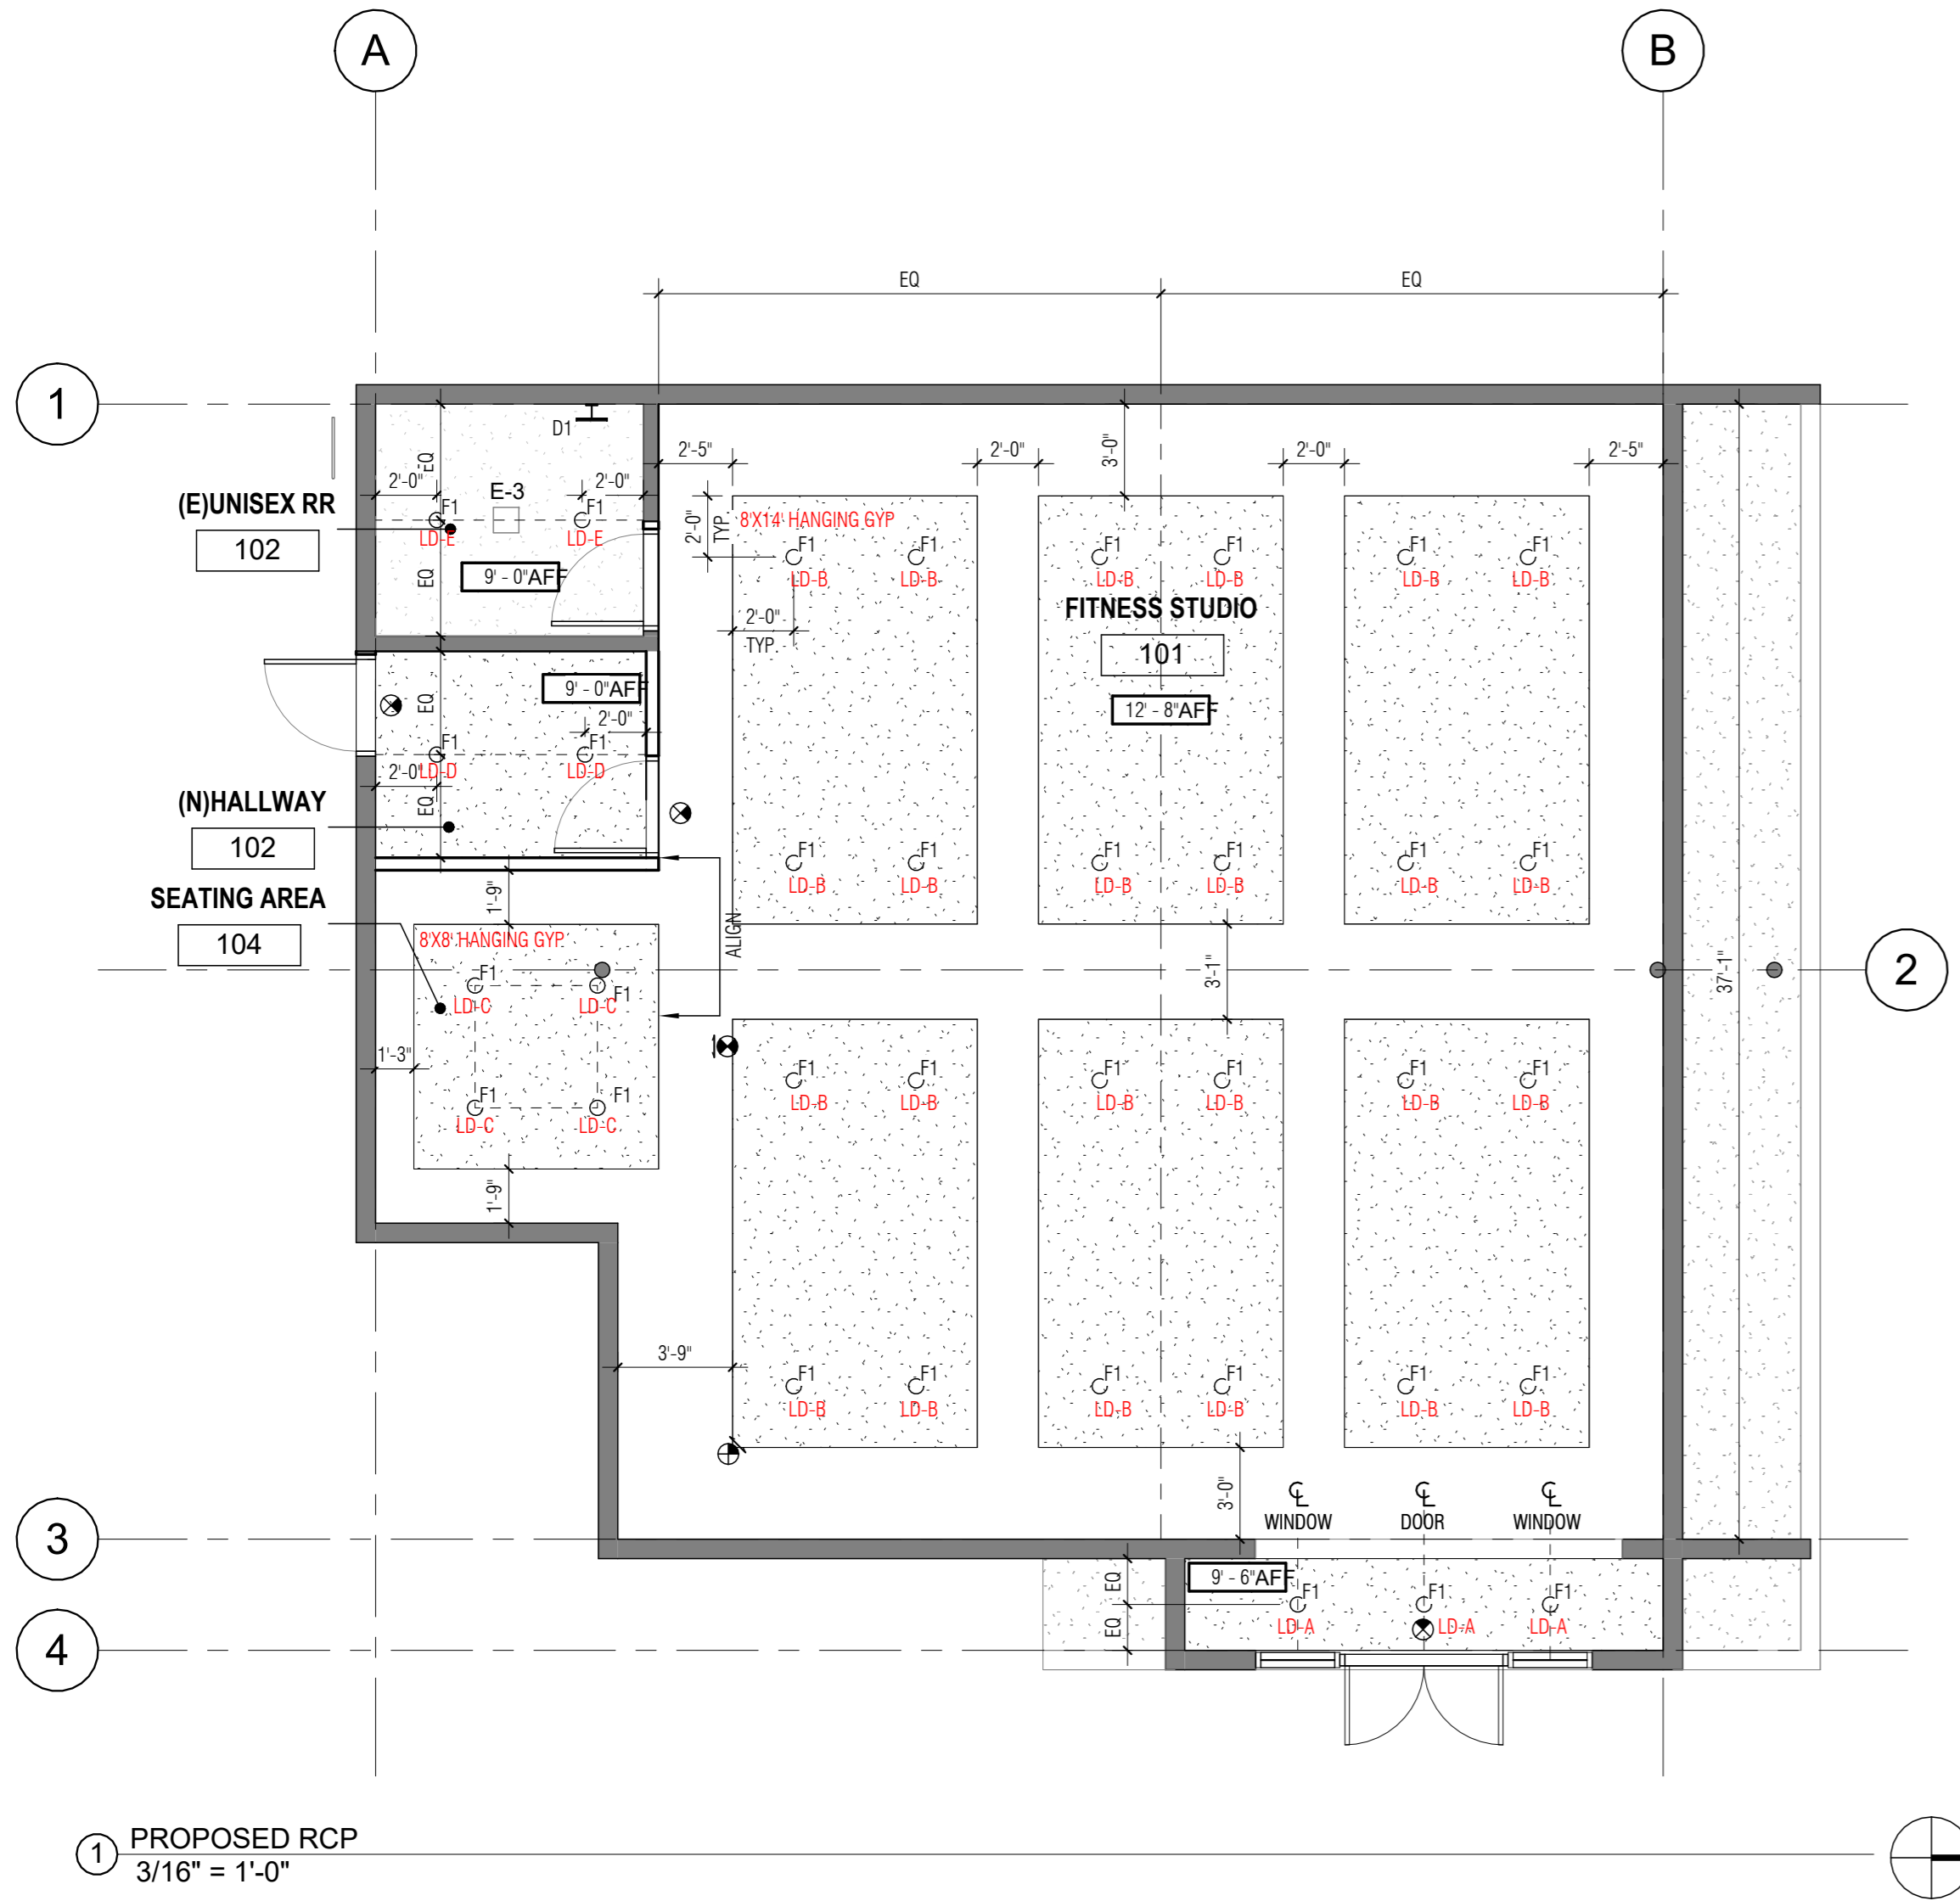 A
B
EQ
EQ
1
D1
2'-5"
2'-0"
3'-0"
2'-0"
2'-5"
EQ
2'-0"
E-3
2'-0"
(E)UNISEX RR
102
F1
F1
LD-E
LD-E
EQ
9' - 0"AFF
2'-0"
TYP
8'X14' HANGING GYP
F1
F1
F1
F1
F1
F1
LD-B
LD-B
LD-B
LD-B
LD-B
LD-B
FITNESS STUDIO
101
12' - 8"AFF
2'-0"
TYP.
9' - 0"AFF
EQ
2'-0"
F1
F1
2'-0"
LD-D
LD-D
EQ
(N)HALLWAY
102
F1
F1
F1
F1
F1
F1
LD-B
LD-B
LD-B
LD-B
LD-B
LD-B
SEATING AREA
104
1'-9"
ALIGN
8'X8' HANGING GYP
F1
F1
LD-C
LD-C
3'-1"
37'-1"
2
1'-3"
F1
F1
LD-C
LD-C
1'-9"
F1
F1
F1
F1
F1
F1
LD-B
LD-B
LD-B
LD-B
LD-B
LD-B
3'-9"
F1
F1
F1
F1
F1
F1
LD-B
LD-B
LD-B
LD-B
LD-B
LD-B
3'-0"
WINDOW
DOOR
WINDOW
3
EQ
9' - 6"AFF
F1
F1
F1
EQ
LD-A
LD-A
LD-A
4
1
PROPOSED RCP
3/16" = 1'-0"